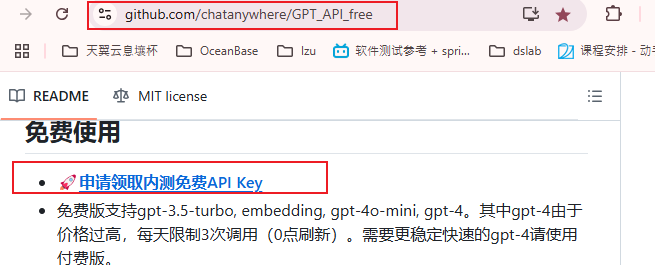 github.com/chatanywhere/GPT_API_free
天翼云息壤杯 OceanBase lzu 软件测试参考 + spri... dslab 课程安排 - 动手
README MIT license
免费使用
🚀申请领取内测免费API Key
免费版支持gpt-3.5-turbo, embedding, gpt-4o-mini, gpt-4。其中gpt-4由于
价格过高，每天限制3次调用（0点刷新）。需要更稳定快速的gpt-4请使用
付费版。